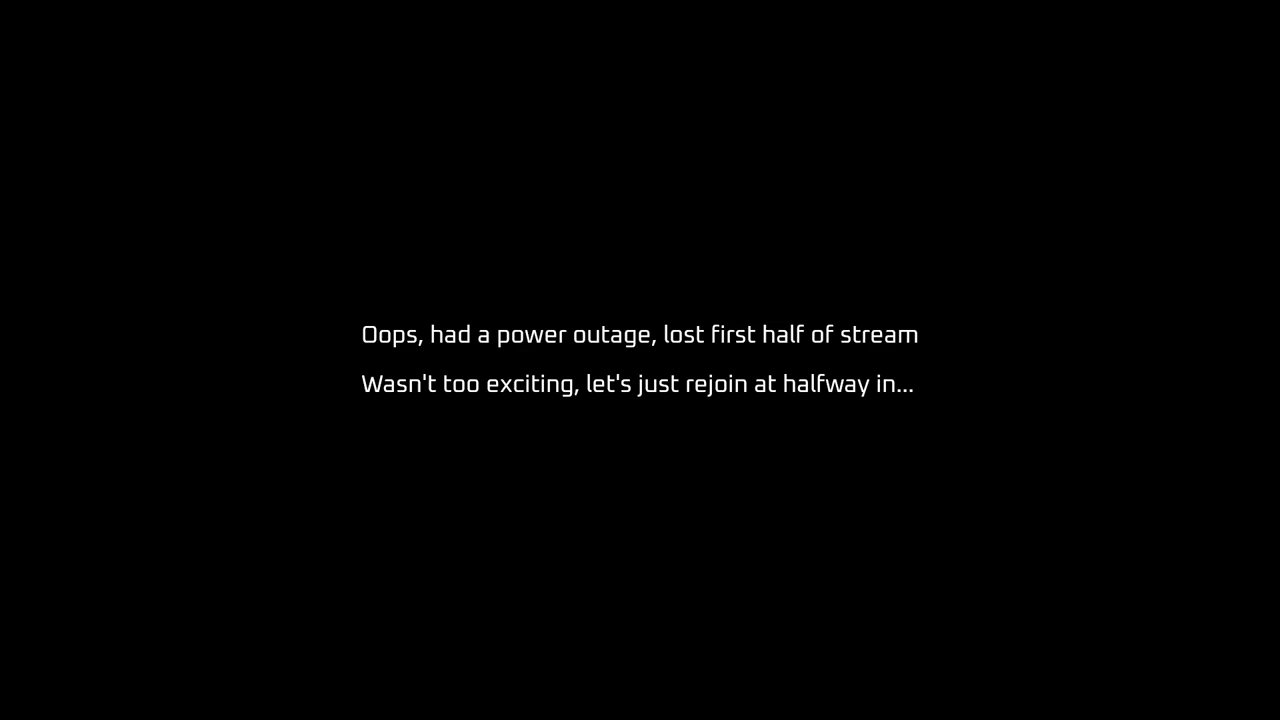 Oops, had a power outage, lost first half of stream
Wasn't too exciting, let's just rejoin at halfway in...